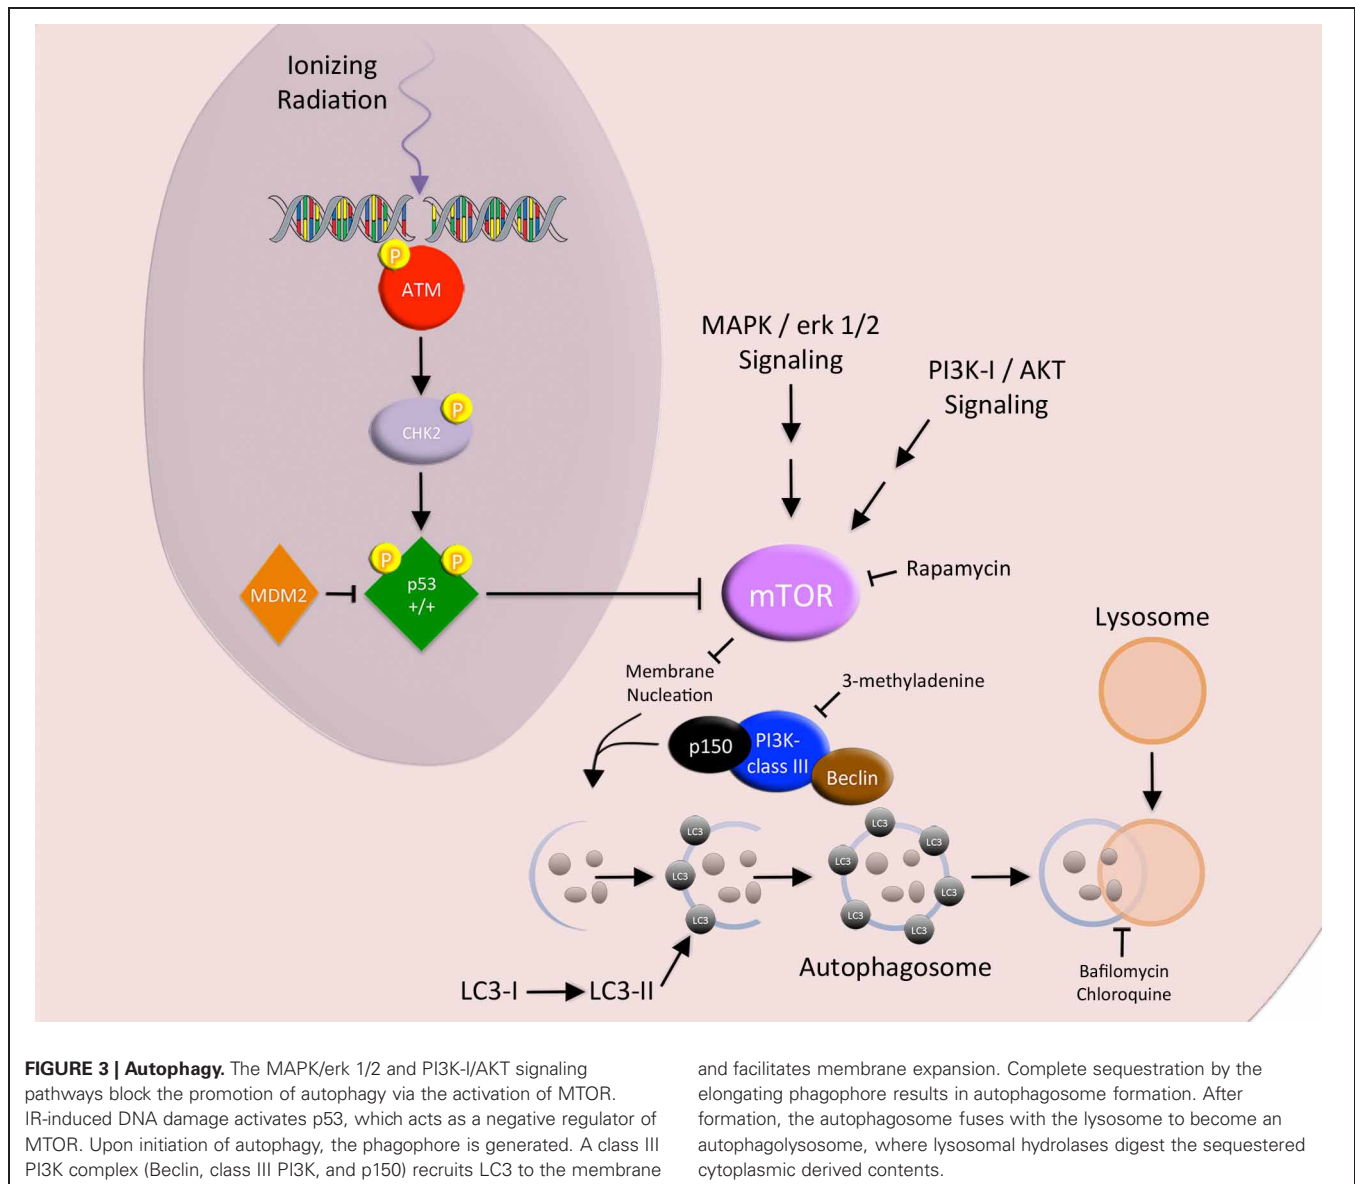 Ionizing
Radiation
P
ATM
P
CHK2
P
P
p53
+/+
MDM2
MAPK / erk 1/2
Signaling
PI3K-I / AKT
Signaling
mTOR
Rapamycin
Membrane
Nucleation
3-methyladenine
p150
PI3K-
class III
Beclin
Lysosome
LC3
LC3
LC3
LC3
LC3
LC3
LC3
LC3
LC3
Autophagosome
LC3-I
LC3-II
Bafilomycin
Chloroquine
FIGURE 3 | Autophagy. The MAPK/erk 1/2 and PI3K-I/AKT signaling
pathways block the promotion of autophagy via the activation of MTOR.
IR-induced DNA damage activates p53, which acts as a negative regulator of
MTOR. Upon initiation of autophagy, the phagophore is generated. A class III
PI3K complex (Beclin, class III PI3K, and p150) recruits LC3 to the membrane
and facilitates membrane expansion. Complete sequestration by the
elongating phagophore results in autophagosome formation. After
formation, the autophagosome fuses with the lysosome to become an
autophagolysosome, where lysosomal hydrolases digest the sequestered
cytoplasmic derived contents.